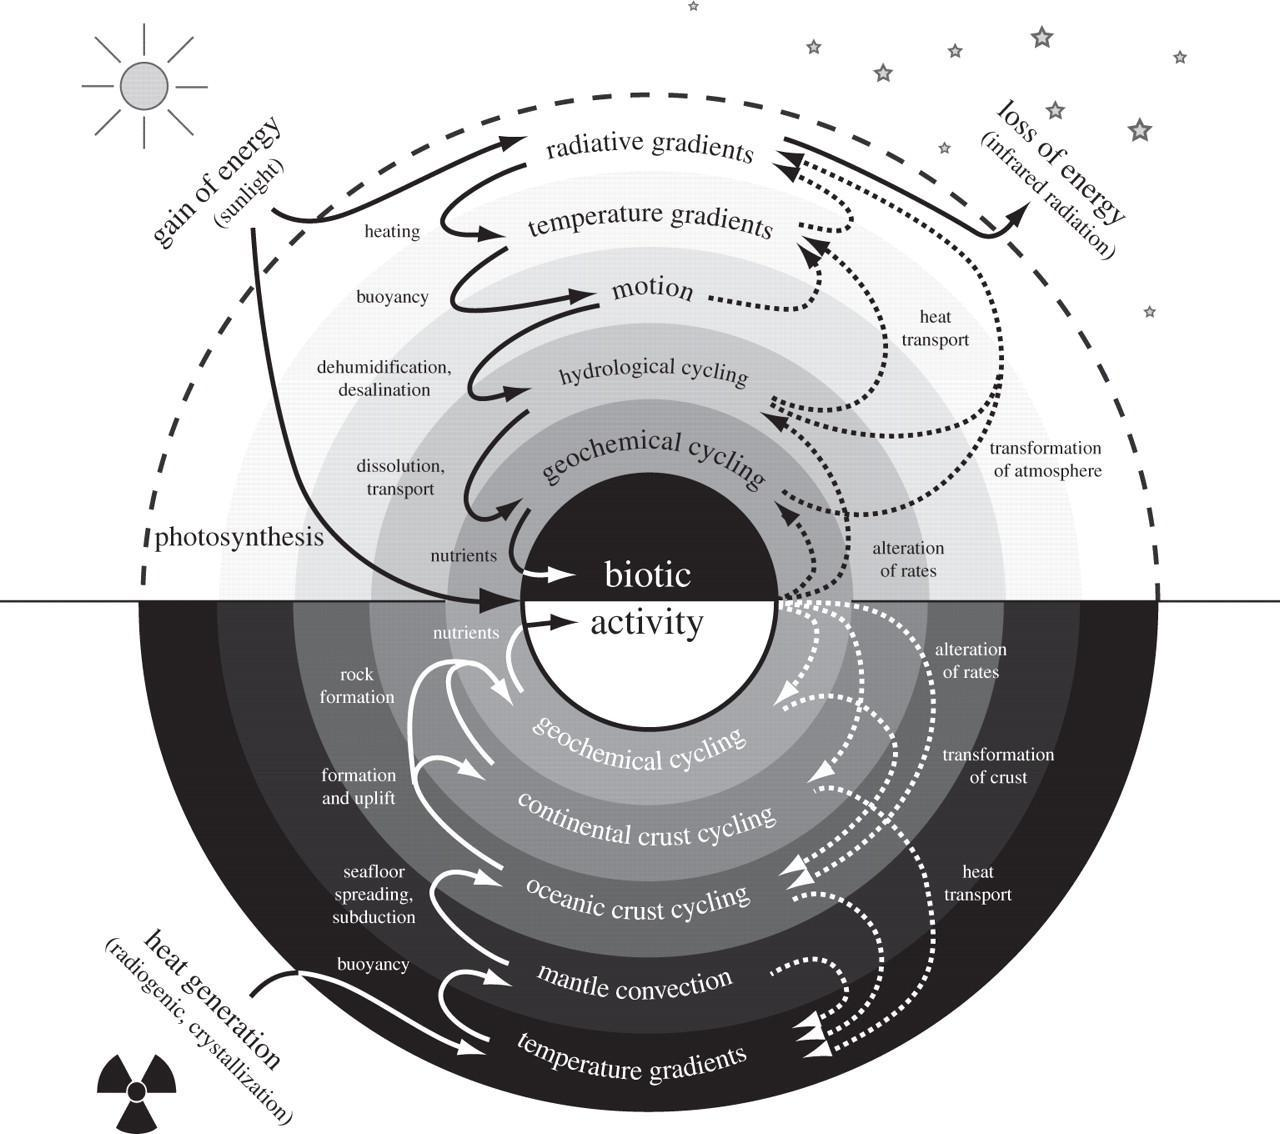 gain of energy
(sunlight)
loss of energy
(infrared radiation)
radiative gradients
heating
temperature gradients
buoyancy
motion
heat
transport
dehumidification,
desalination
hydrological cycling
geochemical cycling
dissolution,
transport
transformation
of atmosphere
photosynthesis
nutrients
alteration
of rates
biotic
activity
nutrients
alteration
of rates
rock
formation
geochemical cycling
formation
and uplift
transformation
of crust
continental crust cycling
seafloor
spreading,
subduction
oceanic crust cycling
heat
transport
buoyancy
mantle convection
heat generation
(radiogenic, crystallization)
temperature gradients